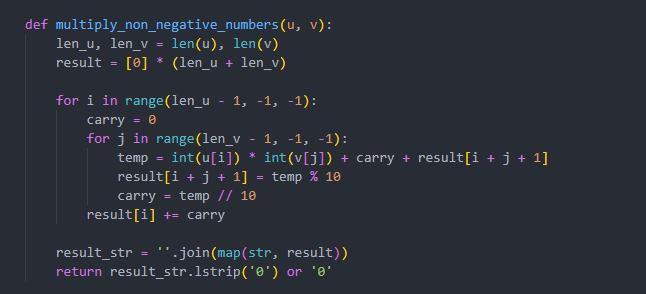 def multiply_non_negative_numbers(u, v):
    len_u, len_v = len(u), len(v)
    result = [0] * (len_u + len_v)

    for i in range(len_u - 1, -1, -1):
        carry = 0
        for j in range(len_v - 1, -1, -1):
            temp = int(u[i]) * int(v[j]) + carry + result[i + j + 1]
            result[i + j + 1] = temp % 10
            carry = temp // 10
        result[i] += carry

    result_str = ''.join(map(str, result))
    return result_str.lstrip('0') or '0'